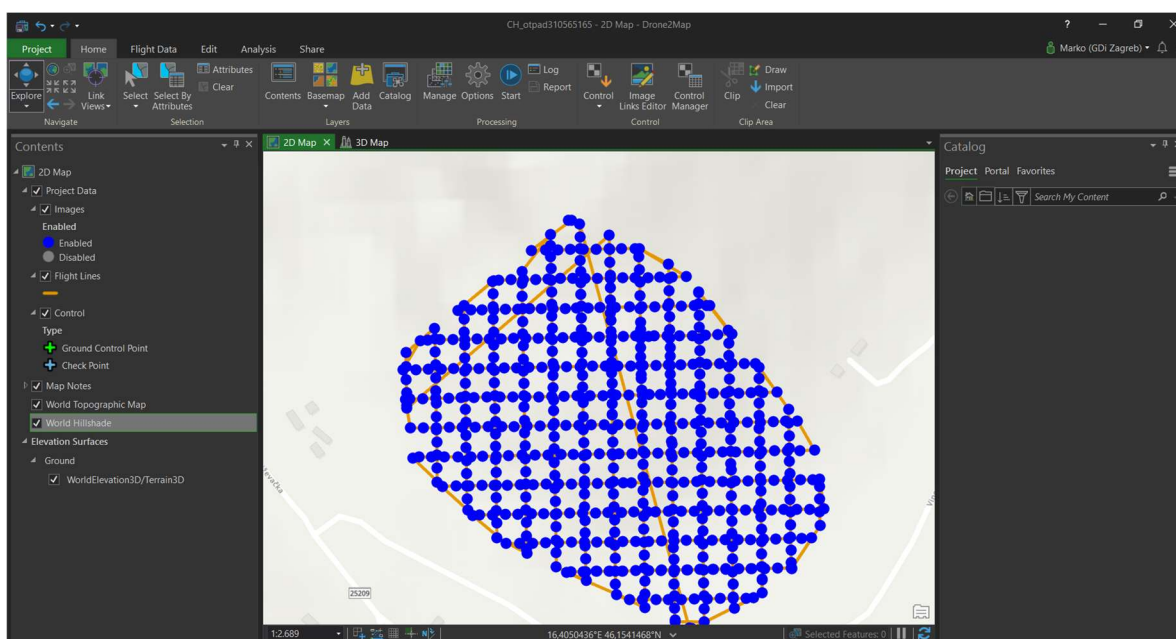 CH_otpad310565165 - 2D Map - Drone2Map
?
Project Home Flight Data Edit Analysis Share
Marko (GDi Zagreb)
Explore
Link Views
Navigate
Select
Select By Attributes
Attributes
Clear
Selection
Contents
Basemap
Add Data
Catalog
Layers
Manage
Options
Start
Log
Report
Processing
Control
Image Links Editor
Control Manager
Control
Clip
Draw
Import
Clear
Clip Area
Contents
2D Map
Project Data
Images
Enabled
Enabled
Disabled
Flight Lines
Control
Type
Ground Control Point
Check Point
Map Notes
World Topographic Map
World Hillshade
Elevation Surfaces
Ground
WorldElevation3D/Terrain3D
2D Map
3D Map
25209
1:2.689
16,4050436°E 46,1541468°N
Selected Features: 0
Catalog
Project Portal Favorites
Search My Content